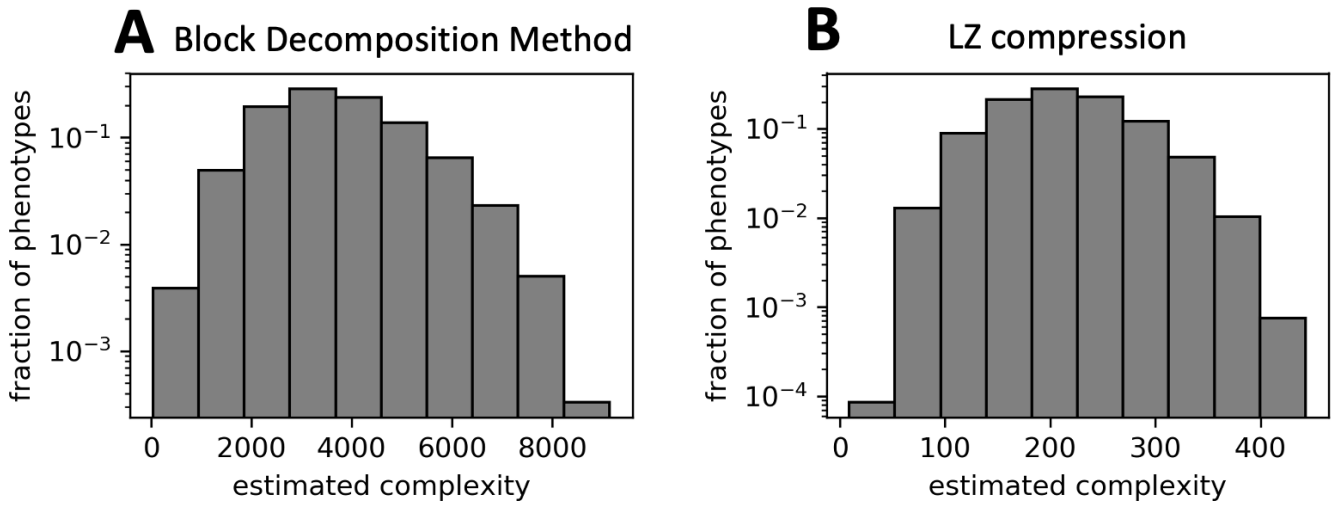 A Block Decomposition Method
fraction of phenotypes
10⁻¹
10⁻²
10⁻³
0 2000 4000 6000 8000
estimated complexity
B LZ compression
fraction of phenotypes
10⁻¹
10⁻²
10⁻³
10⁻⁴
0 100 200 300 400
estimated complexity